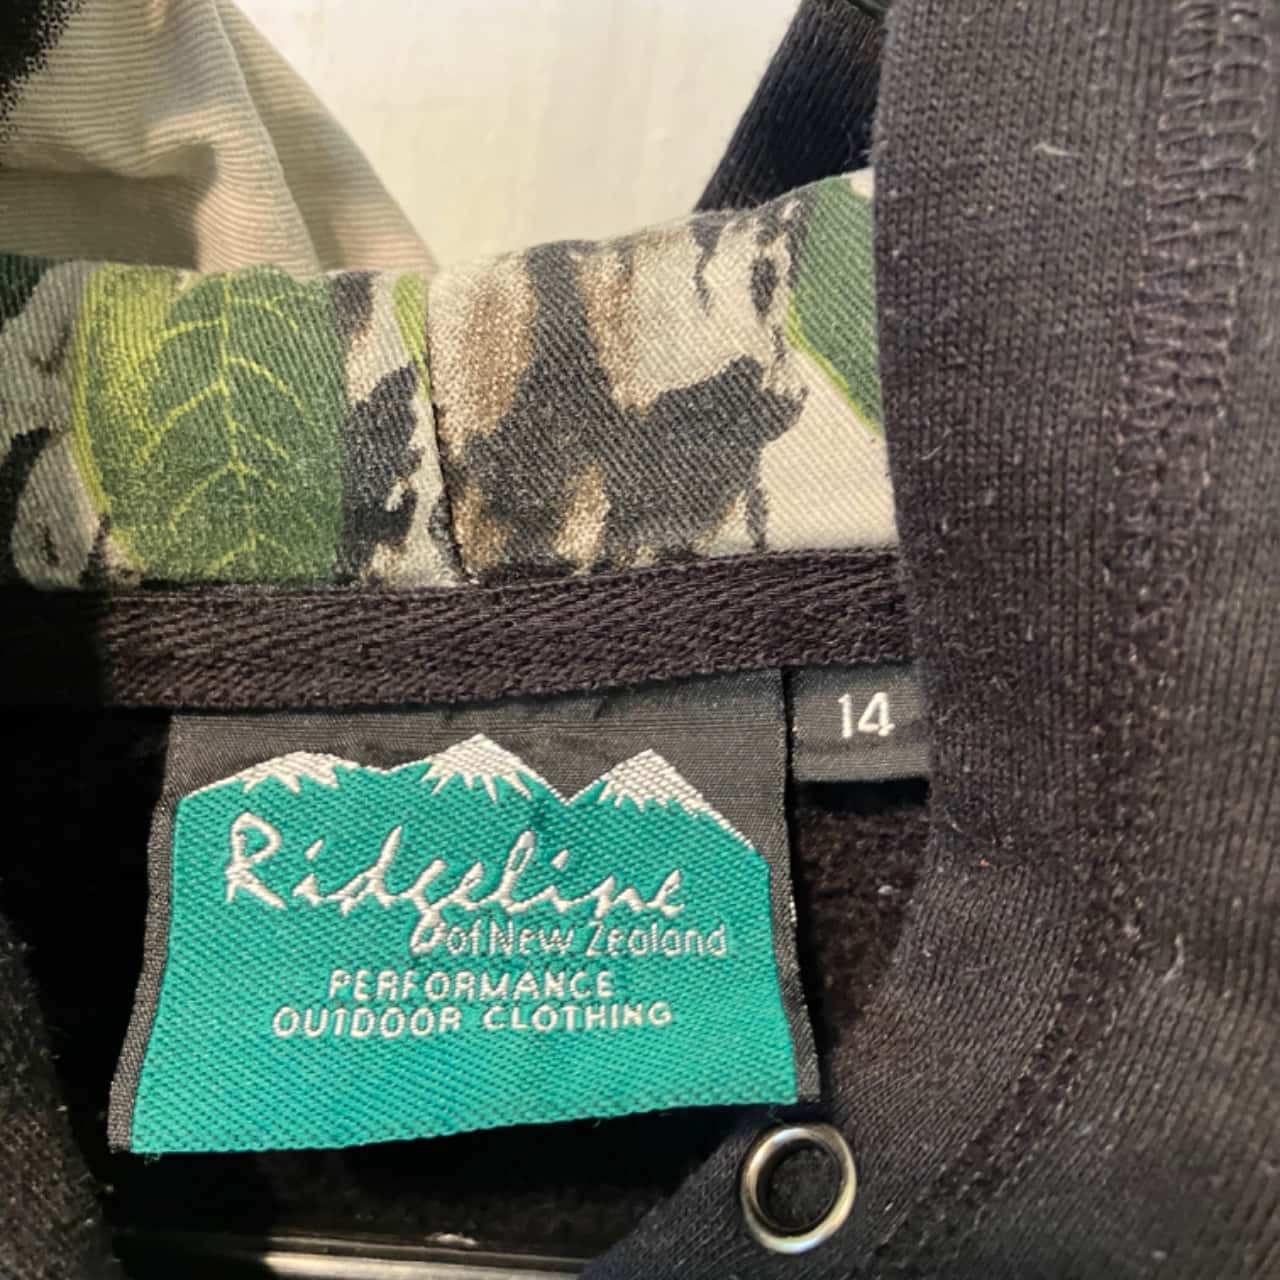 14
Ridgeline
of New Zealand
PERFORMANCE
OUTDOOR CLOTHING